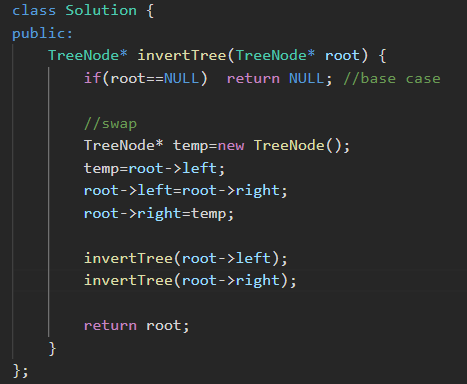 class Solution {
public:
    TreeNode* invertTree(TreeNode* root) {
        if(root==NULL)  return NULL; //base case

        //swap
        TreeNode* temp=new TreeNode();
        temp=root->left;
        root->left=root->right;
        root->right=temp;

        invertTree(root->left);
        invertTree(root->right);

        return root;
    }
};